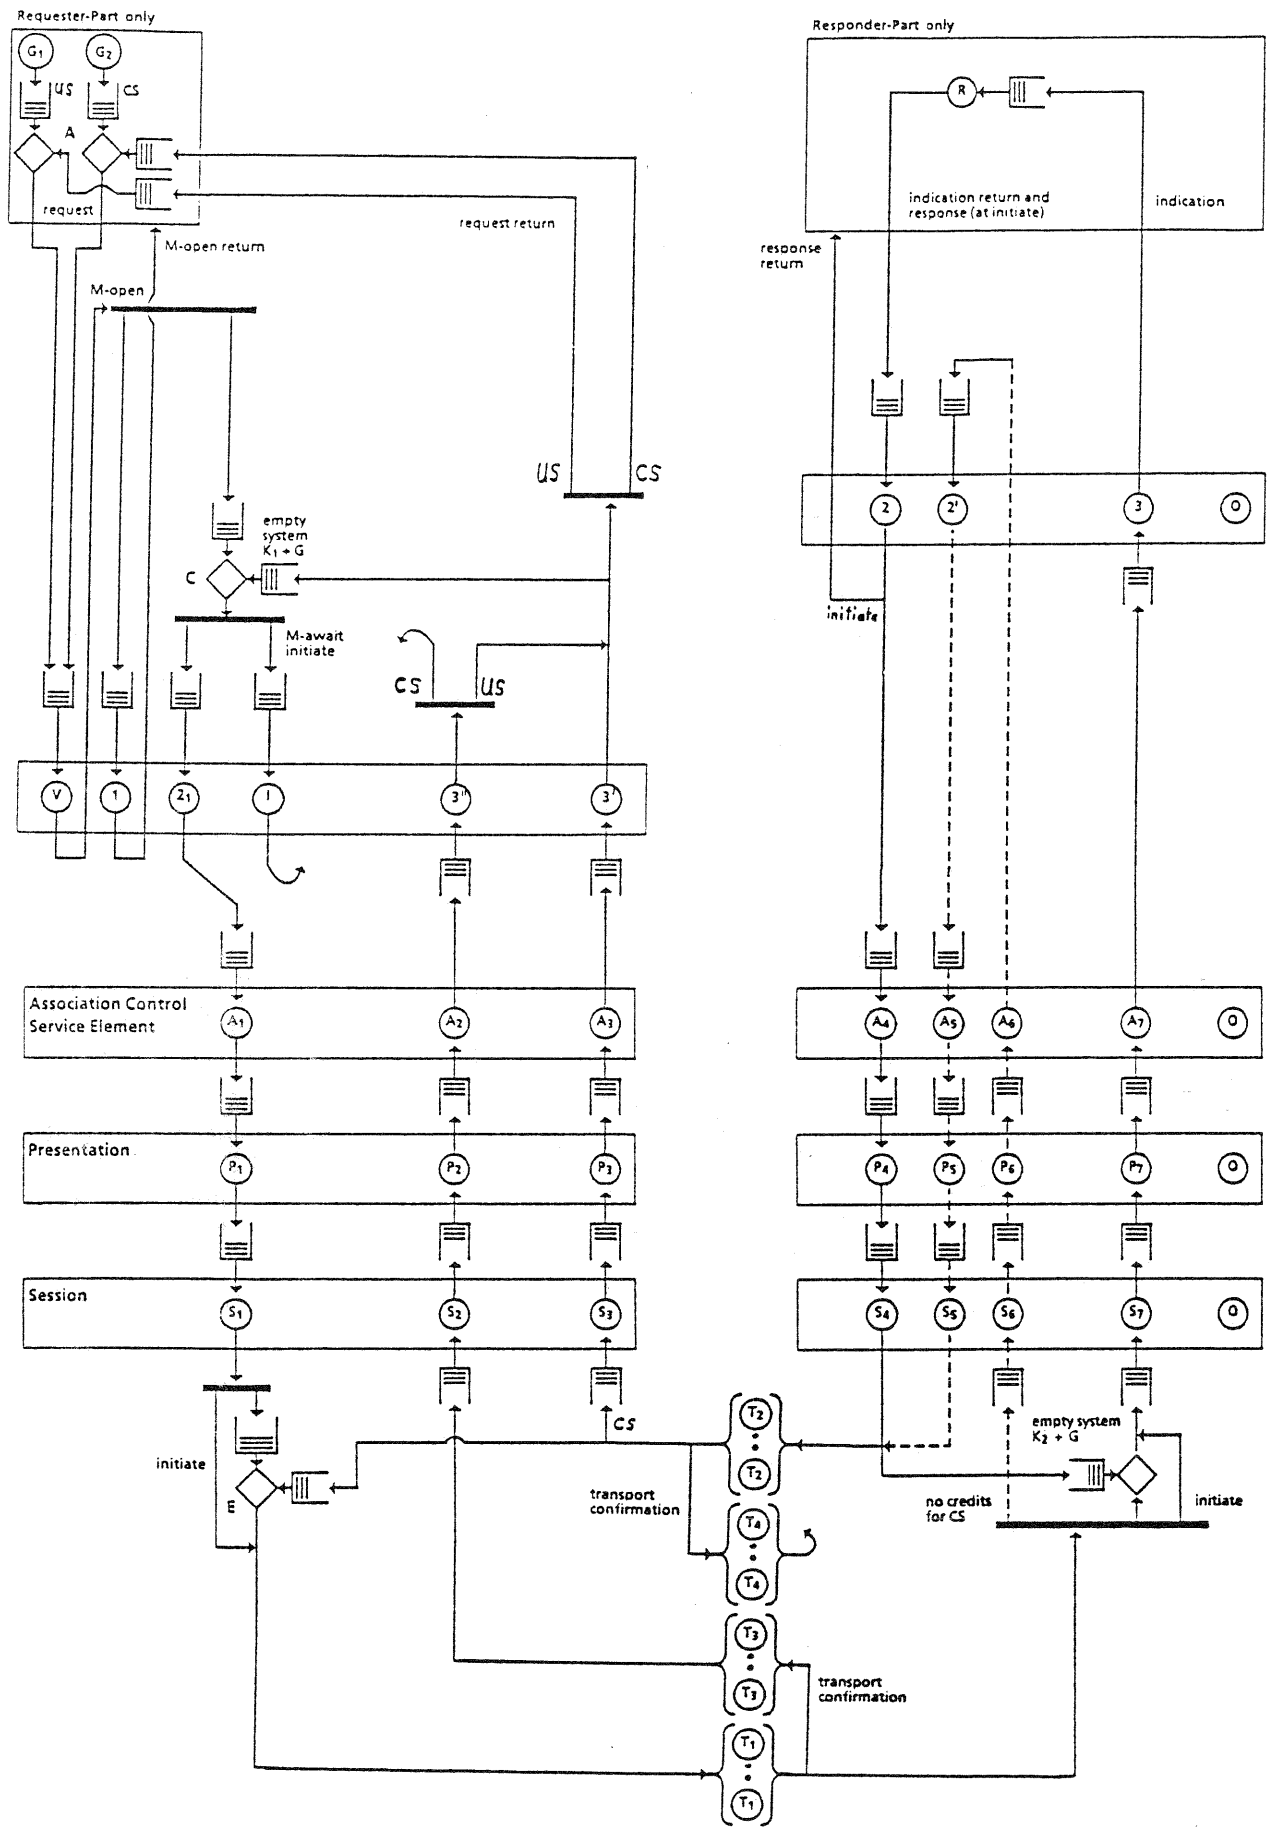 Requester-Part only
Responder-Part only
G1
G2
US
CS
A
R
request
request return
indication return and
response (at initiate)
indication
M-open return
response
return
M-open
US
CS
2
2'
3
O
empty
system
K1 + G
C
initiate
M-await
initiate
CS
US
V
1
21
I
3"
3'
Association Control
Service Element
A1
A2
A3
A4
A5
A6
A7
O
Presentation
P1
P2
P3
P4
P5
P6
P7
O
Session
S1
S2
S3
S4
S5
S6
S7
O
CS
T2
T2
empty system
K2 + G
initiate
E
transport
confirmation
no credits
for CS
initiate
T4
T4
T3
T3
transport
confirmation
T1
T1